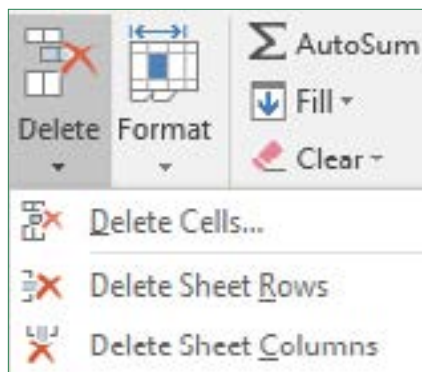 Delete Format
AutoSum
Fill
Clear
Delete Cells...
Delete Sheet Rows
Delete Sheet Columns